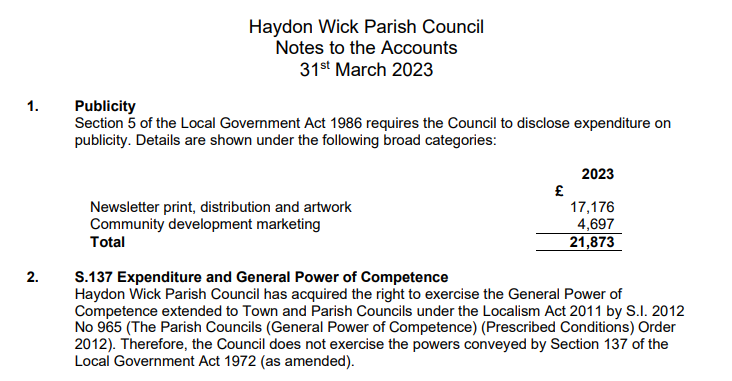 Haydon Wick Parish Council
Notes to the Accounts
31st March 2023
1. Publicity
Section 5 of the Local Government Act 1986 requires the Council to disclose expenditure on
publicity. Details are shown under the following broad categories:
2023
£
Newsletter print, distribution and artwork 17,176
Community development marketing 4,697
Total 21,873
2. S.137 Expenditure and General Power of Competence
Haydon Wick Parish Council has acquired the right to exercise the General Power of
Competence extended to Town and Parish Councils under the Localism Act 2011 by S.I. 2012
No 965 (The Parish Councils (General Power of Competence) (Prescribed Conditions) Order
2012). Therefore, the Council does not exercise the powers conveyed by Section 137 of the
Local Government Act 1972 (as amended).